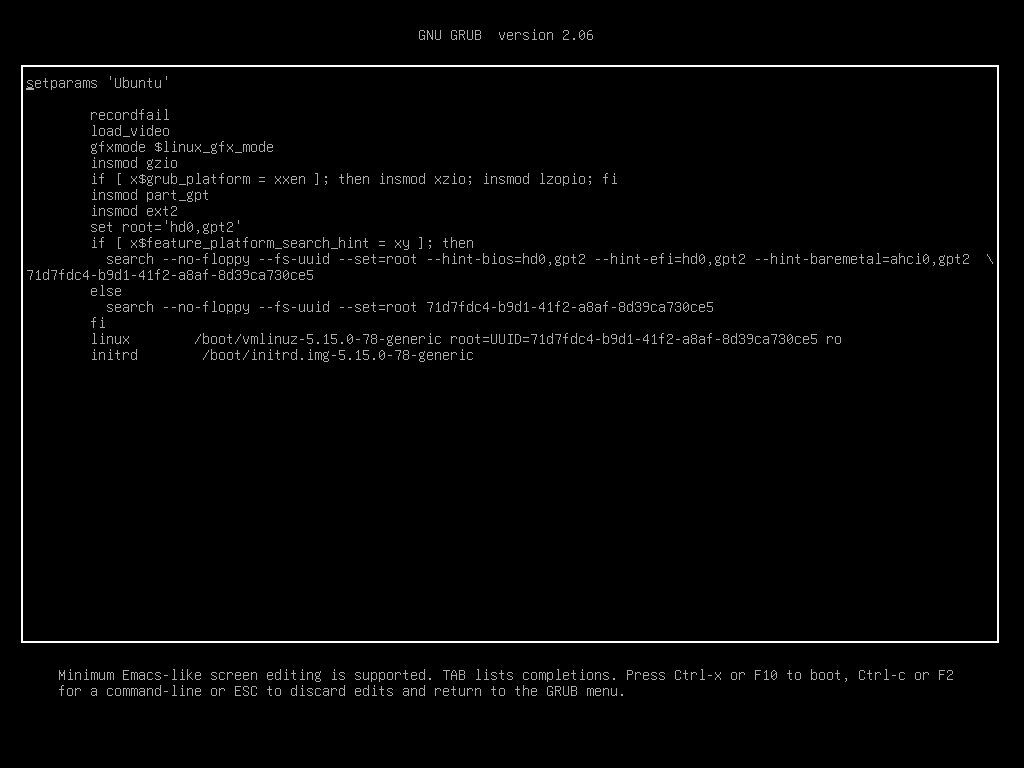 GNU GRUB  version 2.06
setparams 'Ubuntu'
recordfail
load_video
gfxmode $linux_gfx_mode
insmod gzio
if [ x$grub_platform = xxen ]; then insmod xzio; insmod lzopio; fi
insmod part_gpt
insmod ext2
set root='hd0,gpt2'
if [ x$feature_platform_search_hint = xy ]; then
search --no-floppy --fs-uuid --set=root --hint-bios=hd0,gpt2 --hint-efi=hd0,gpt2 --hint-baremetal=ahci0,gpt2  \
71d7fdc4-b9d1-41f2-a8af-8d39ca730ce5
else
search --no-floppy --fs-uuid --set=root 71d7fdc4-b9d1-41f2-a8af-8d39ca730ce5
fi
linux        /boot/vmlinuz-5.15.0-78-generic root=UUID=71d7fdc4-b9d1-41f2-a8af-8d39ca730ce5 ro
initrd        /boot/initrd.img-5.15.0-78-generic
Minimum Emacs-like screen editing is supported. TAB lists completions. Press Ctrl-x or F10 to boot, Ctrl-c or F2
for a command-line or ESC to discard edits and return to the GRUB menu.